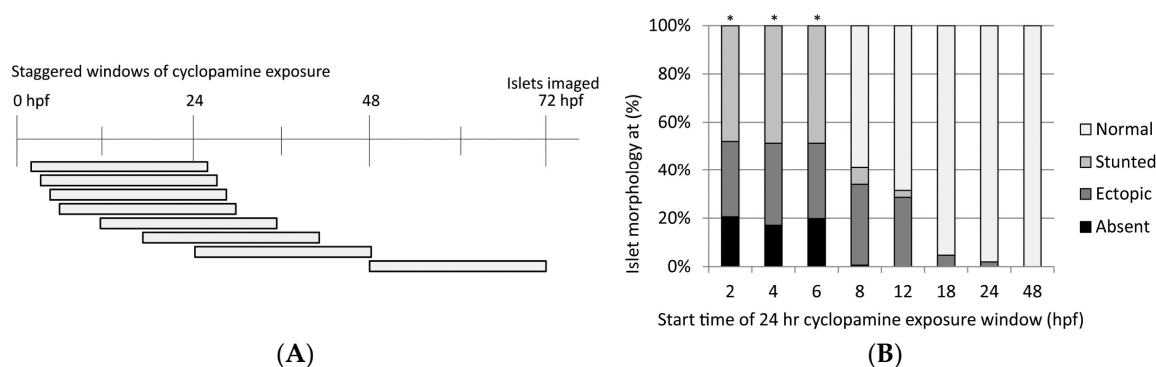 Staggered windows of cyclopamine exposure
Islets imaged
0 hpf 24 48 72 hpf
(A)
* * *
100%
80%
60%
40%
20%
0%
Islet morphology at (%)
2 4 6 8 12 18 24 48
Start time of 24 hr cyclopamine exposure window (hpf)
Normal
Stunted
Ectopic
Absent
(B)